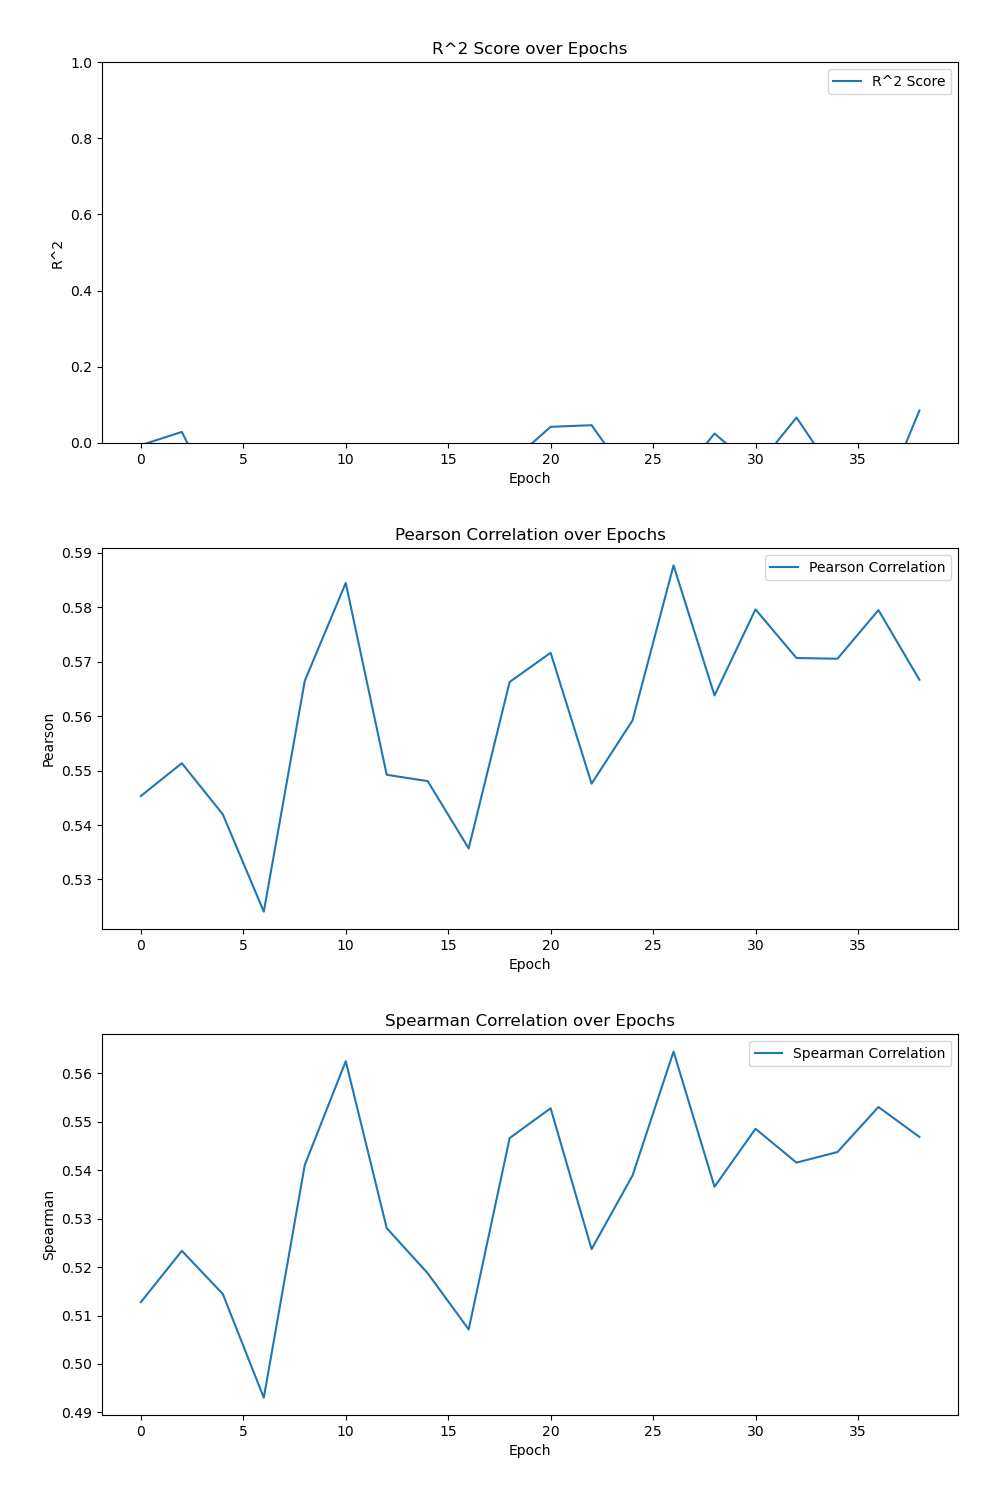 R^2 Score over Epochs
1.0
R^2 Score
0.8
0.6
R^2
0.4
0.2
0.0
0 5 10 15 20 25 30 35
Epoch
Pearson Correlation over Epochs
0.59
Pearson Correlation
0.58
0.57
0.56
Pearson
0.55
0.54
0.53
0 5 10 15 20 25 30 35
Epoch
Spearman Correlation over Epochs
Spearman Correlation
0.56
0.55
0.54
0.53
Spearman
0.52
0.51
0.50
0.49
0 5 10 15 20 25 30 35
Epoch